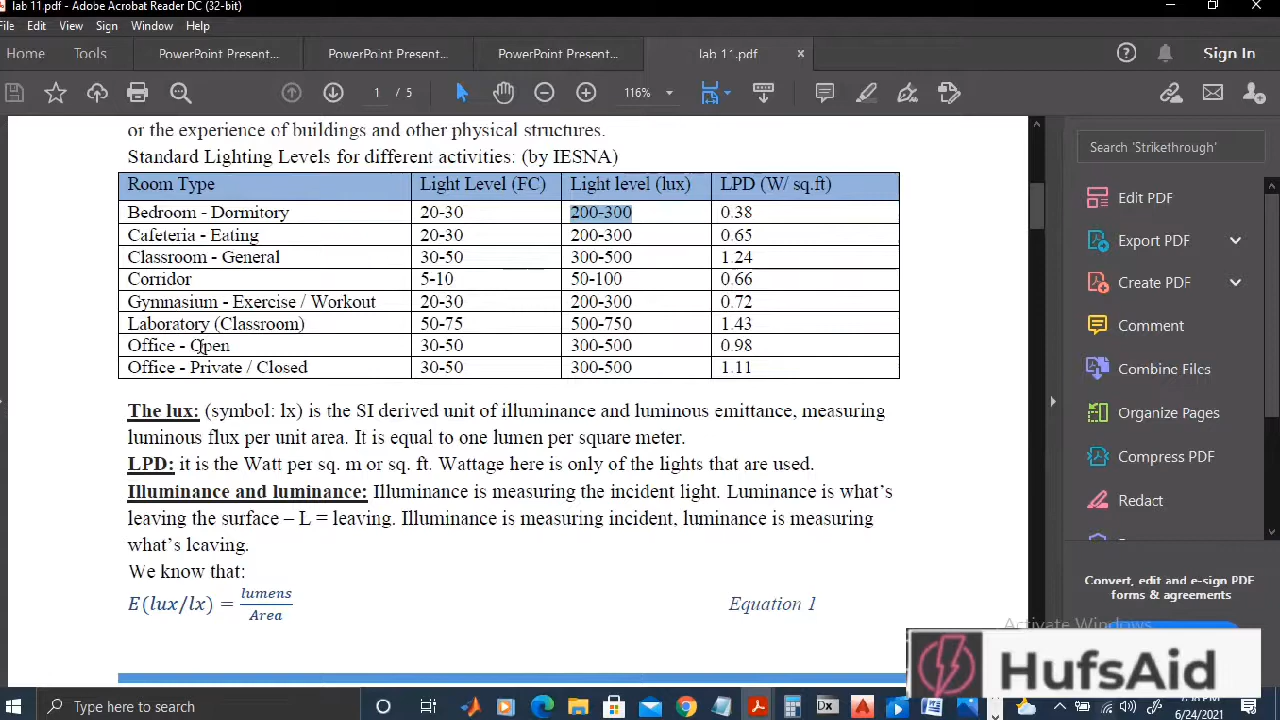 lab 11.pdf - Adobe Acrobat Reader DC (32-bit)
File Edit View Sign Window Help
Home Tools PowerPoint Present... PowerPoint Present... PowerPoint Present... lab 11.pdf × Sign In
1 / 5 116%
or the experience of buildings and other physical structures.
Standard Lighting Levels for different activities: (by IESNA)
Room Type Light Level (FC) Light level (lux) LPD (W/ sq.ft)
Bedroom - Dormitory 20-30 200-300 0.38
Cafeteria - Eating 20-30 200-300 0.65
Classroom - General 30-50 300-500 1.24
Corridor 5-10 50-100 0.66
Gymnasium - Exercise / Workout 20-30 200-300 0.72
Laboratory (Classroom) 50-75 500-750 1.43
Office - Open 30-50 300-500 0.98
Office - Private / Closed 30-50 300-500 1.11
The lux: (symbol: lx) is the SI derived unit of illuminance and luminous emittance, measuring
luminous flux per unit area. It is equal to one lumen per square meter.
LPD: it is the Watt per sq. m or sq. ft. Wattage here is only of the lights that are used.
Illuminance and luminance: Illuminance is measuring the incident light. Luminance is what's
leaving the surface – L = leaving. Illuminance is measuring incident, luminance is measuring
what's leaving.
We know that:
E(lux/lx) = lumens / Area Equation 1
Search 'Strikethrough'
Edit PDF
Export PDF
Create PDF
Comment
Combine Files
Organize Pages
Compress PDF
Redact
Convert, edit and e-sign PDF
forms & agreements
Activate Windows
HufsAid
Type here to search
Dx
6/24/2021